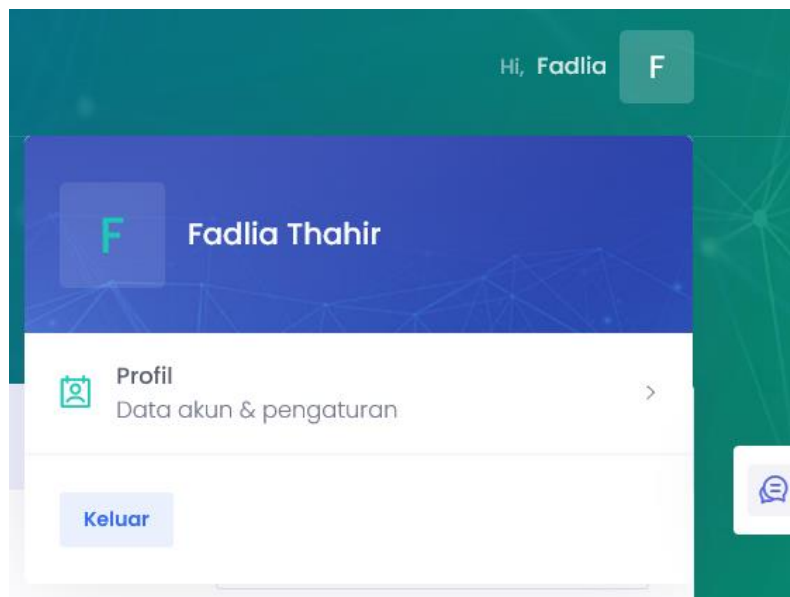 Hi, Fadlia F
F Fadlia Thahir
Profil
Data akun & pengaturan
Keluar